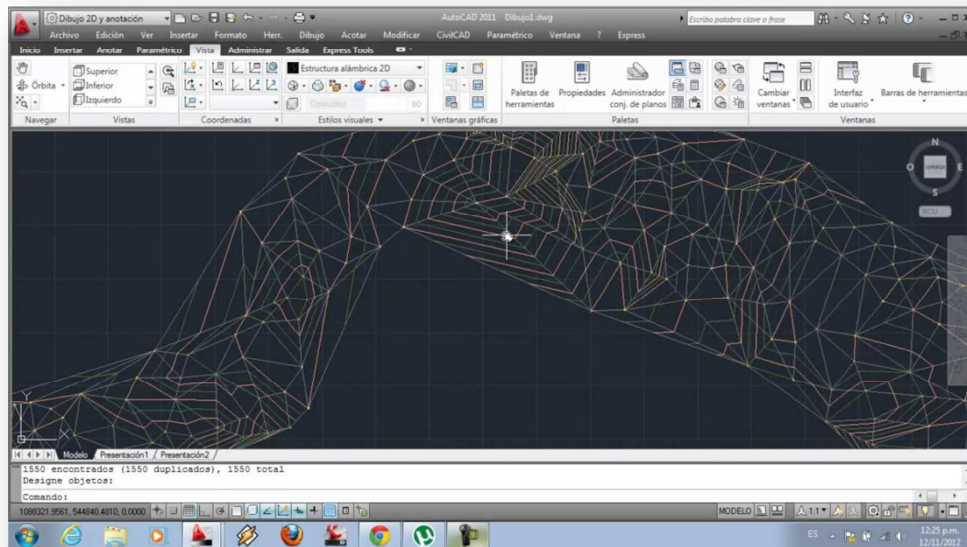 Dibujo 2D y anotación
AutoCAD 2011 Dibujo1.dwg
Escriba palabra clave o frase
Archivo Edición Ver Insertar Formato Herr. Dibujo Acotar Modificar CivilCAD Paramétrico Ventana ? Express
Inicio Insertar Anotar Paramétrico Vista Administrar Salida Express Tools
Superior
Estructura alámbrica 2D
Órbita
Inferior
Izquierdo
Opacidad 60
Paletas de herramientas
Propiedades
Administrador conj. de planos
Cambiar ventanas
Interfaz de usuario
Barras de herramientas
Navegar Vistas Coordenadas Estilos visuales Ventanas gráficas Paletas Ventanas
N
O E
S
SCU
Y
X
Modelo Presentación1 Presentación2
1550 encontrados (1550 duplicados), 1550 total
Designe objetos:
Comando:
1088321.9561, 544840.4810, 0.0000
MODELO
1:1
ES
12:25 p.m.
12/11/2012